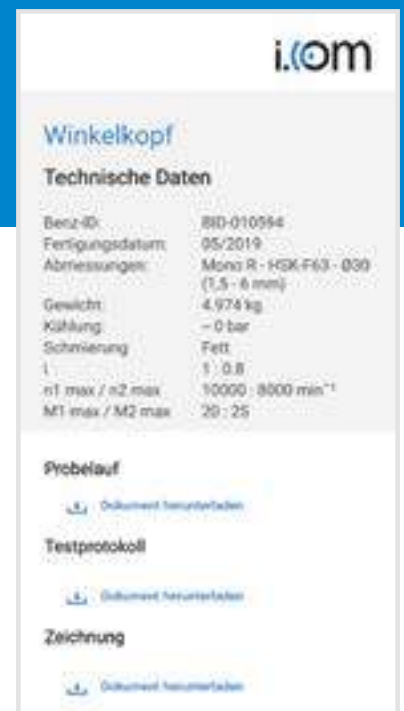 i.com
Winkelkopf
Technische Daten
Benz-ID: BID-010594
Fertigungsdatum: 05/2019
Abmessungen: Mono R - HSK-F63 - Ø30
(1,5 - 6 mm)
Gewicht: 4.974 kg
Kühlung: – 0 bar
Schmierung Fett
i 1 : 0.8
n1 max / n2 max 10000 : 8000 min⁻¹
M1 max / M2 max 20 : 25
Probelauf
Dokument herunterladen
Testprotokoll
Dokument herunterladen
Zeichnung
Dokument herunterladen